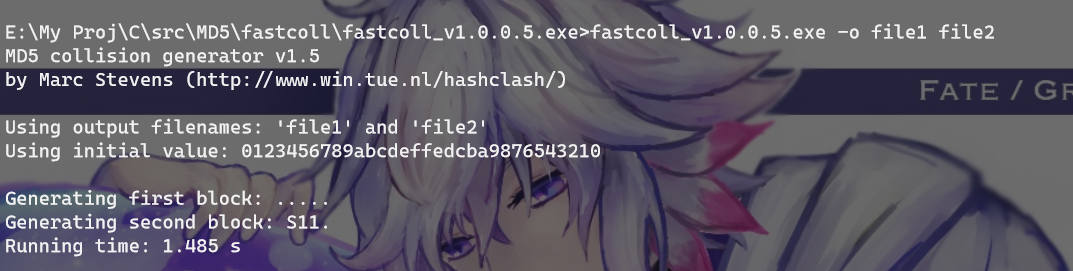 E:\My Proj\C\src\MD5\fastcoll\fastcoll_v1.0.0.5.exe>fastcoll_v1.0.0.5.exe -o file1 file2
MD5 collision generator v1.5
by Marc Stevens (http://www.win.tue.nl/hashclash/)
FATE / GR
Using output filenames: 'file1' and 'file2'
Using initial value: 0123456789abcdeffedcba9876543210
Generating first block: .....
Generating second block: S11.
Running time: 1.485 s